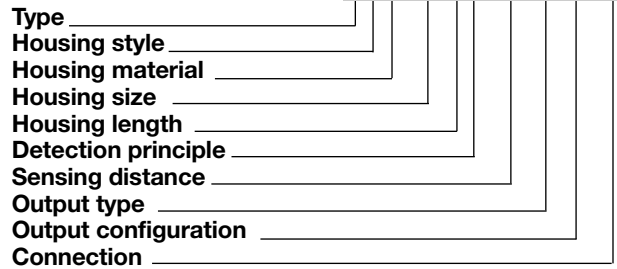 Type
Housing style
Housing material
Housing size
Housing length
Detection principle
Sensing distance
Output type
Output configuration
Connection